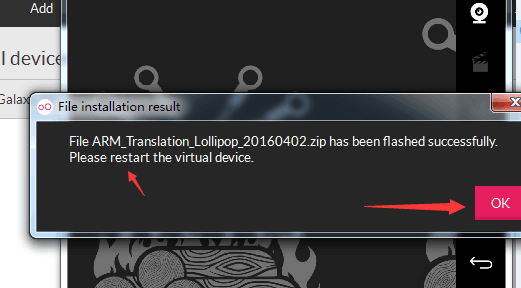 Add
l device
Galax
File installation result
File ARM_Translation_Lollipop_20160402.zip has been flashed successfully.
Please restart the virtual device.
OK